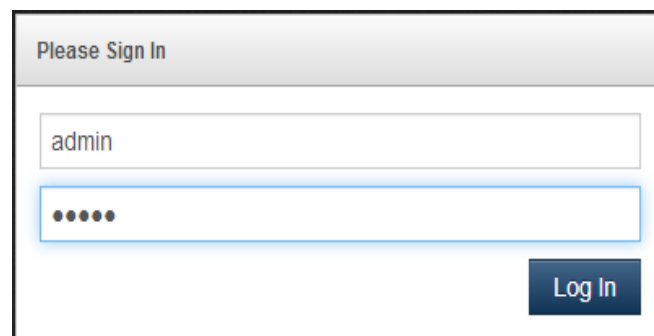 Please Sign In
admin
•••••
Log In